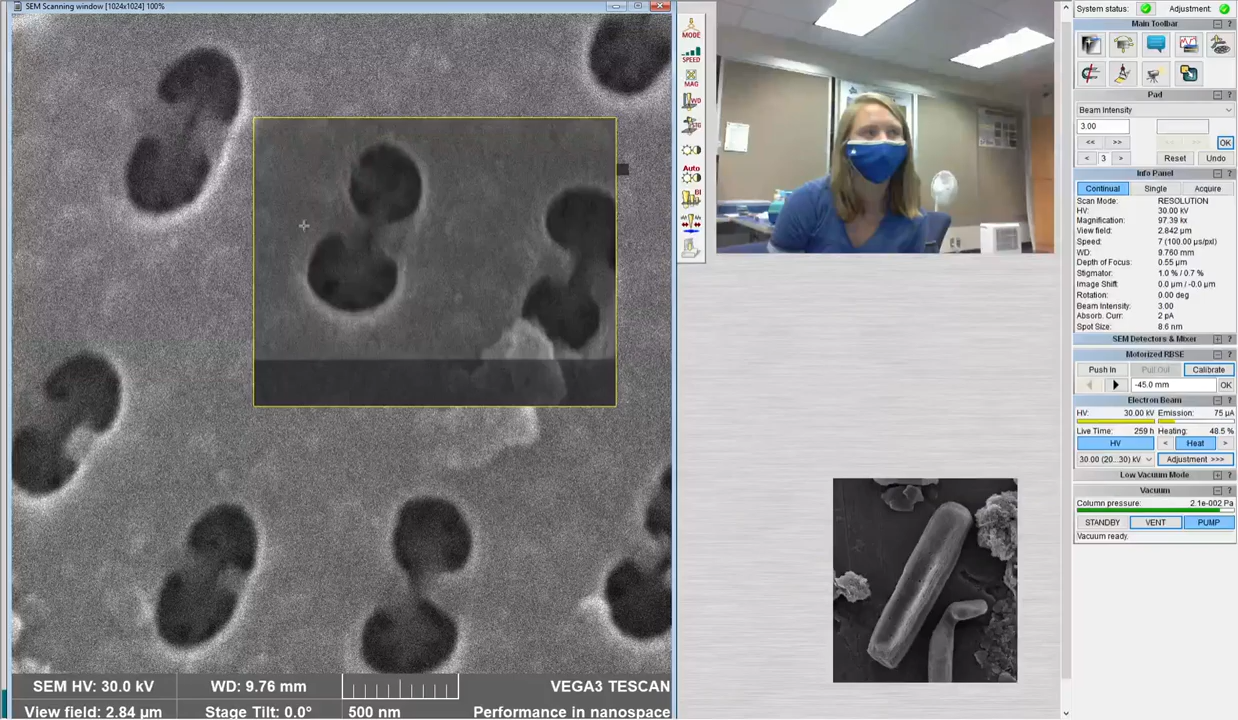 SEM Scanning window [1024x1024] 100%
SEM HV: 30.0 kV
WD: 9.76 mm
VEGA3 TESCAN
View field: 2.84 µm
Stage Tilt: 0.0°
500 nm
Performance in nanospace
MODE
SPEED
MAG
WD
STG
Auto
BI
System status:
Adjustment:
Main Toolbar
Pad
Beam Intensity
3.00
<< >>
OK
< 3 >
Reset
Undo
Info Panel
Continual
Single
Acquire
Scan Mode: RESOLUTION
HV: 30.00 kV
Magnification: 97.39 kx
View field: 2.842 µm
Speed: 7 (100.00 µs/pxl)
WD: 9.760 mm
Depth of Focus: 0.55 µm
Stigmator: 1.0 % / 0.7 %
Image Shift: 0.0 µm / -0.0 µm
Rotation: 0.00 deg
Beam Intensity: 3.00
Absorb. Curr: 2 pA
Spot Size: 8.6 nm
SEM Detectors & Mixer
Motorized RBSE
Push In
Pull Out
Calibrate
-45.0 mm
OK
Electron Beam
HV: 30.00 kV Emission: 75 µA
Live Time: 259 h Heating: 48.5 %
HV
< Heat >
30.00 (20...30) kV
Adjustment >>>
Low Vacuum Mode
Vacuum
Column pressure: 2.1e-002 Pa
STANDBY
VENT
PUMP
Vacuum ready.